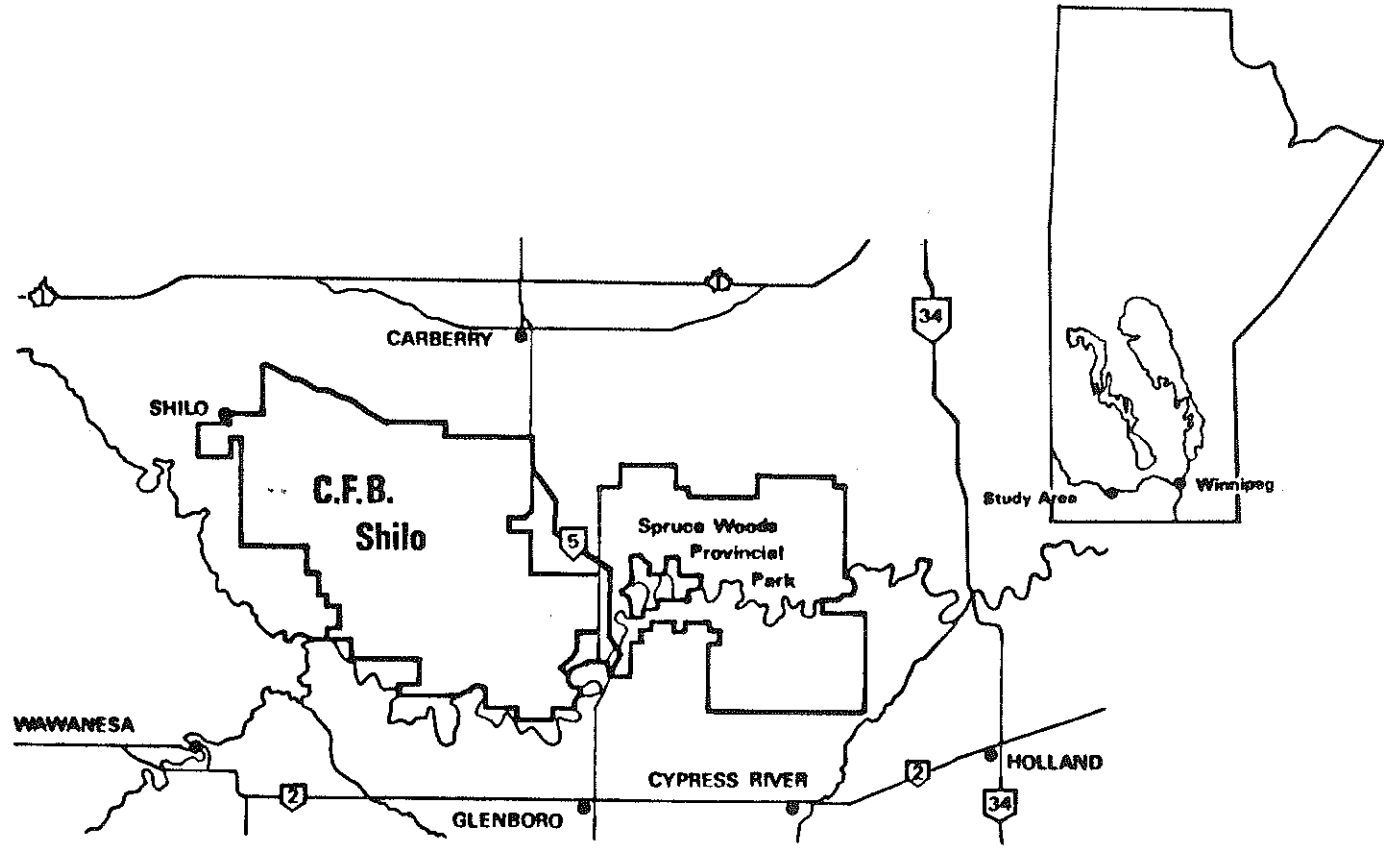 1
1
34
CARBERRY
SHILO
C.F.B.
Shilo
5
Spruce Woods
Provincial
Park
Study Area
Winnipeg
WAWANESA
2
GLENBORO
CYPRESS RIVER
2
HOLLAND
34